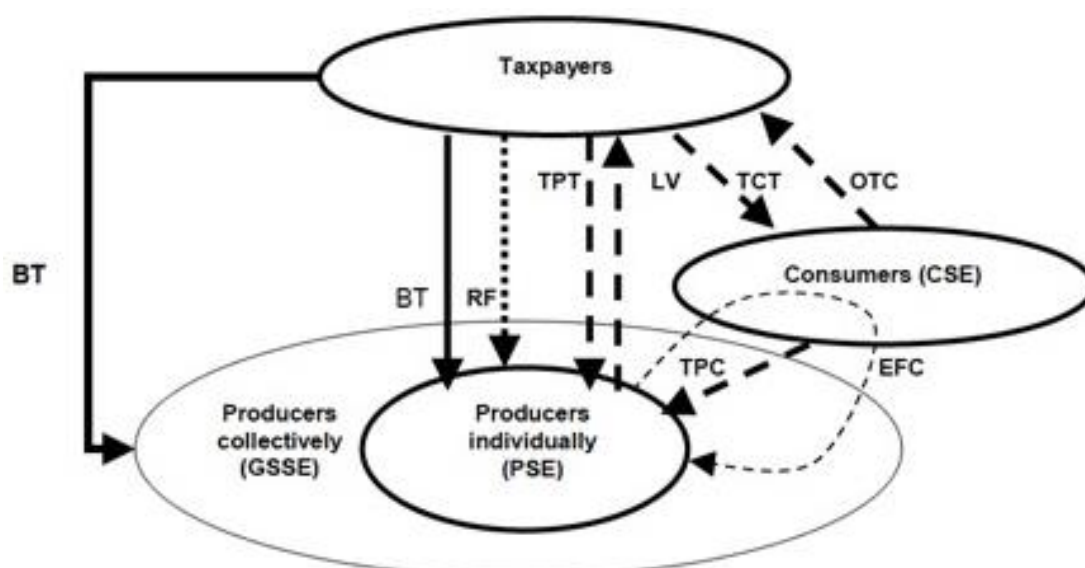 Taxpayers
TPT
LV
TCT
OTC
BT
Consumers (CSE)
BT
RF
TPC
EFC
Producers
collectively
(GSSE)
Producers
individually
(PSE)